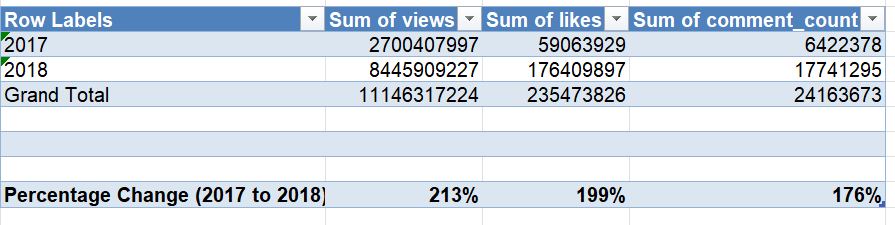 Row Labels Sum of views Sum of likes Sum of comment_count
2017 2700407997 59063929 6422378
2018 8445909227 176409897 17741295
Grand Total 11146317224 235473826 24163673
Percentage Change (2017 to 2018) 213% 199% 176%